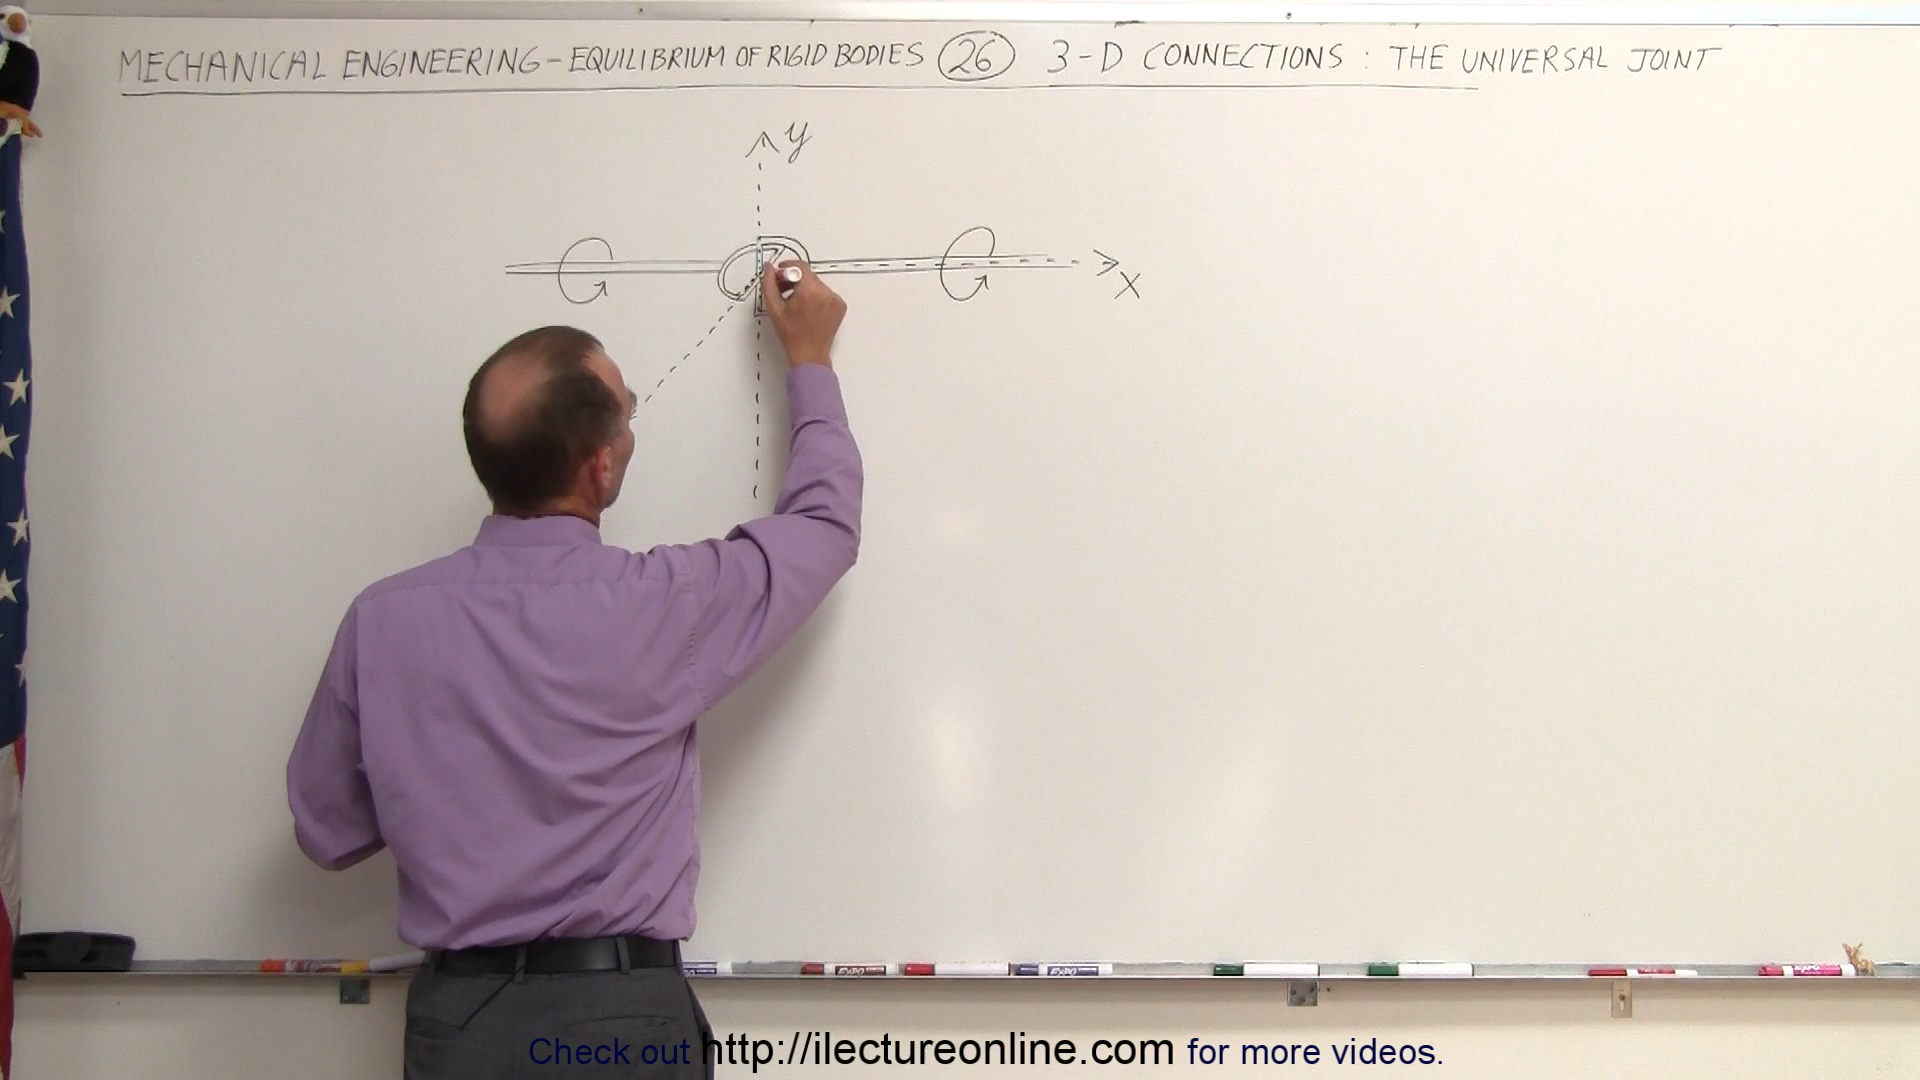 MECHANICAL ENGINEERING - EQUILIBRIUM OF RIGID BODIES 26 3-D CONNECTIONS : THE UNIVERSAL JOINT
y
x
Check out http://ilectureonline.com for more videos.